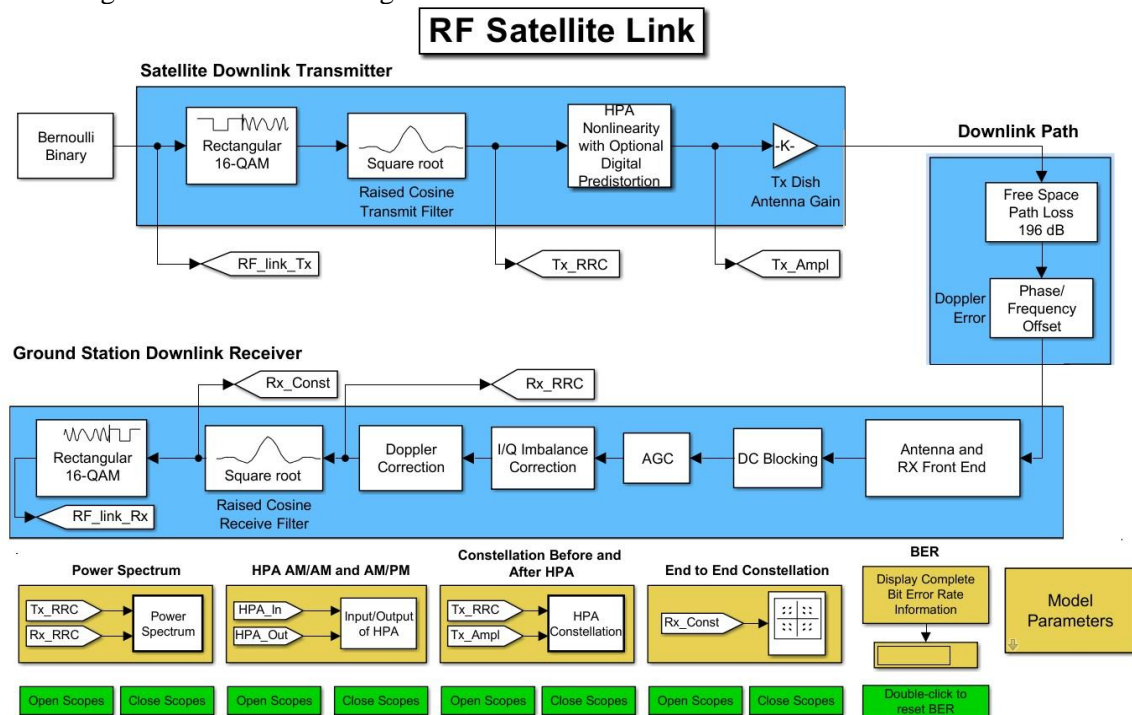 RF Satellite Link
Satellite Downlink Transmitter
Bernoulli
Binary
Rectangular
16-QAM
Square root
Raised Cosine
Transmit Filter
HPA
Nonlinearity
with Optional
Digital
Predistortion
-K-
Tx Dish
Antenna Gain
RF_link_Tx
Tx_RRC
Tx_Ampl
Downlink Path
Free Space
Path Loss
196 dB
Doppler
Error
Phase/
Frequency
Offset
Ground Station Downlink Receiver
Rx_Const
Rx_RRC
Rectangular
16-QAM
Square root
Raised Cosine
Receive Filter
Doppler
Correction
I/Q Imbalance
Correction
AGC
DC Blocking
Antenna and
RX Front End
RF_link_Rx
Power Spectrum
Tx_RRC
Rx_RRC
Power
Spectrum
HPA AM/AM and AM/PM
HPA_In
HPA_Out
Input/Output
of HPA
Constellation Before and
After HPA
Tx_RRC
Tx_Ampl
HPA
Constellation
End to End Constellation
Rx_Const
BER
Display Complete
Bit Error Rate
Information
Model
Parameters
Open Scopes
Close Scopes
Open Scopes
Close Scopes
Open Scopes
Close Scopes
Open Scopes
Close Scopes
Double-click to
reset BER